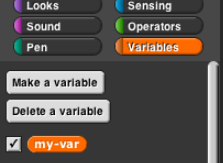 Looks Sensing
Sound Operators
Pen Variables
Make a variable
Delete a variable
my-var